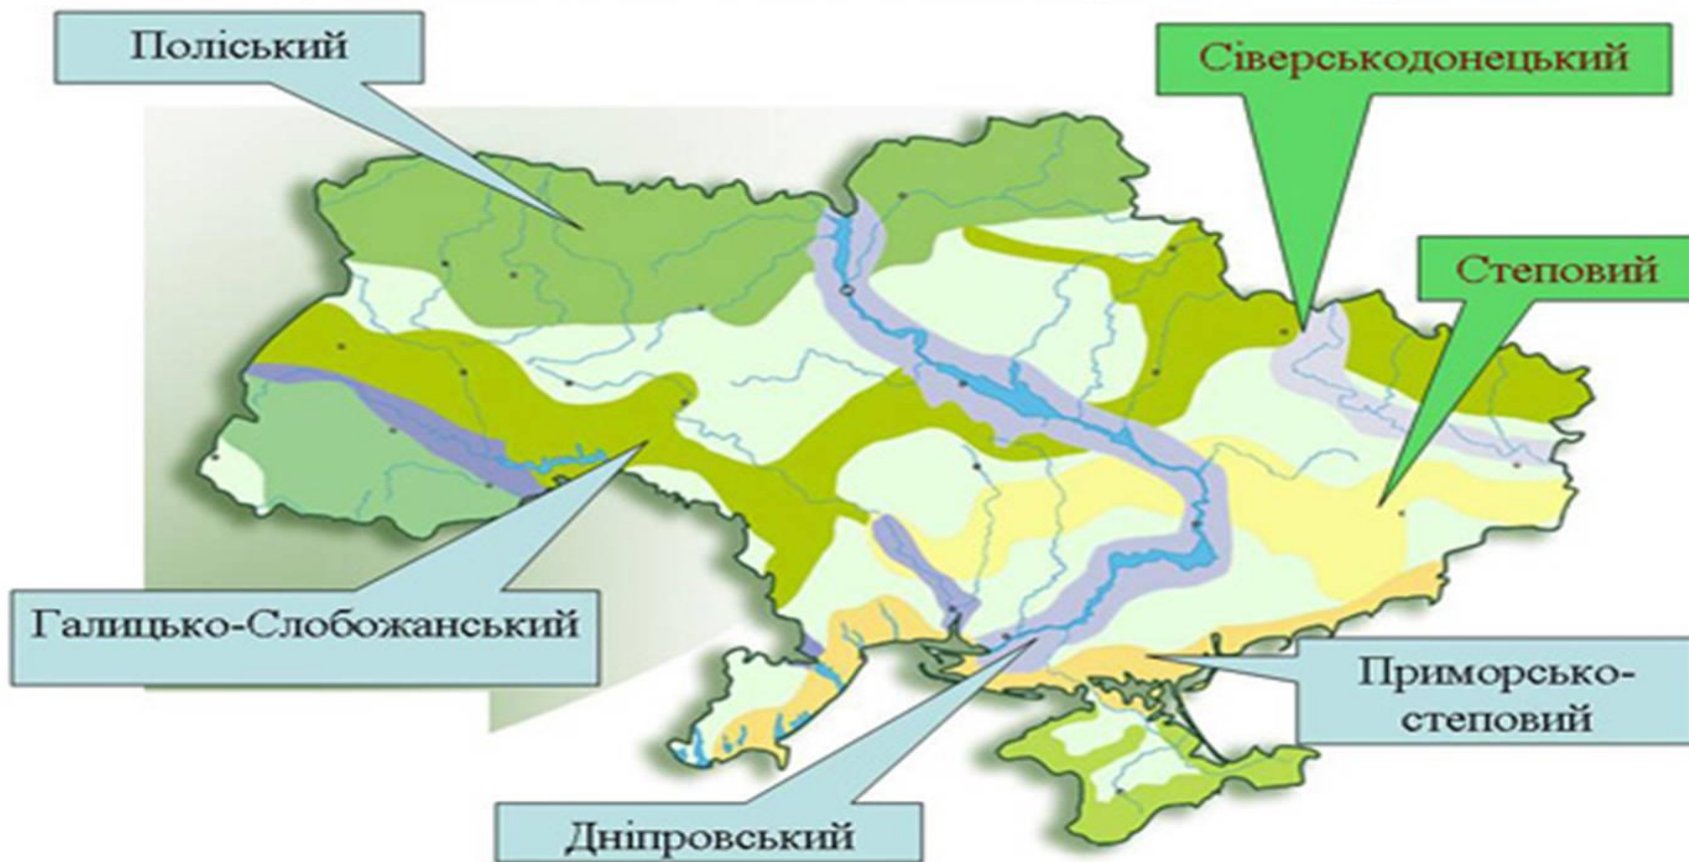 Поліський
Сіверськодонецький
Степовий
Галицько-Слобожанський
Приморсько-
степовий
Дніпровський